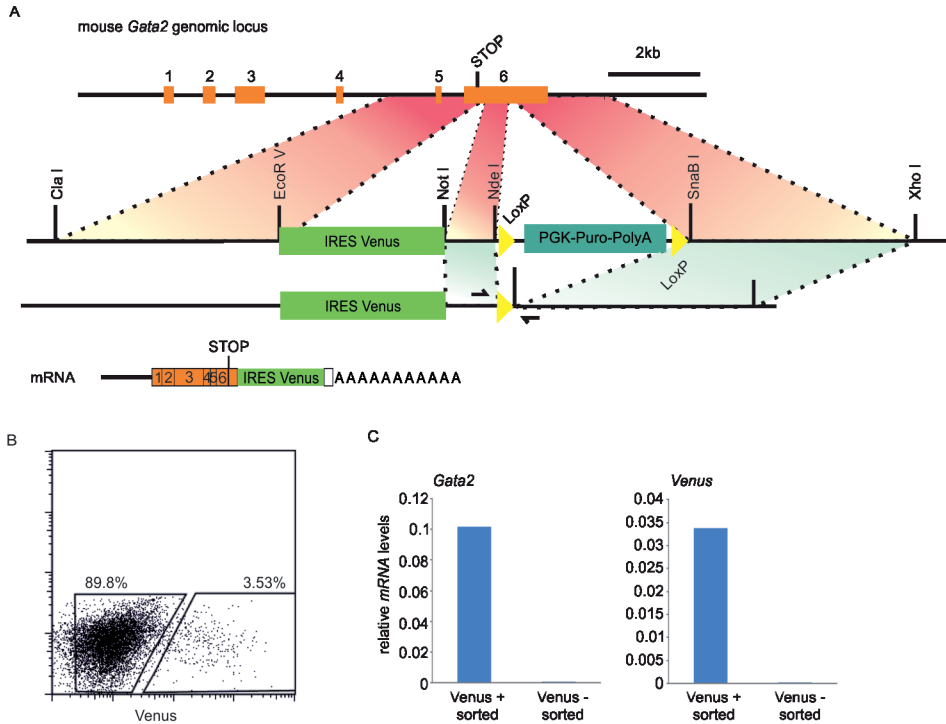 A
mouse Gata2 genomic locus
STOP
2kb
1 2 3 4 5 6
Cla I
EcoR V
Not I
Nde I
LoxP
SnaB I
Xho I
IRES Venus
PGK-Puro-PolyA
LoxP
IRES Venus
STOP
mRNA
1 2 3 4 5 6 IRES Venus AAAAAAAAAAA
B
89.8%
3.53%
Venus
C
Gata2
relative mRNA levels
0.12
0.1
0.08
0.06
0.04
0.02
0
Venus + sorted
Venus - sorted
Venus
0.04
0.035
0.03
0.025
0.02
0.015
0.01
0.005
0
Venus + sorted
Venus - sorted